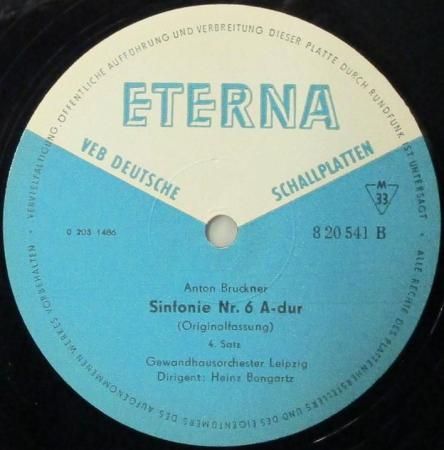 VERVIELFÄLTIGUNG, ÖFFENTLICHE AUFFÜHRUNG UND VERBREITUNG DIESER PLATTE DURCH RUNDFUNK IST UNTERSAGT • ALLE RECHTE DES PLATTENHERSTELLERS UND DES EIGENTÜMERS DES AUFGENOMMENEN WERKES VORBEHALTEN •
ETERNA
VEB DEUTSCHE SCHALLPLATTEN
M
33
0 203 1486
8 20 541 B
Anton Bruckner
Sinfonie Nr. 6 A-dur
(Originalfassung)
4. Satz
Gewandhausorchester Leipzig
Dirigent: Heinz Bongartz